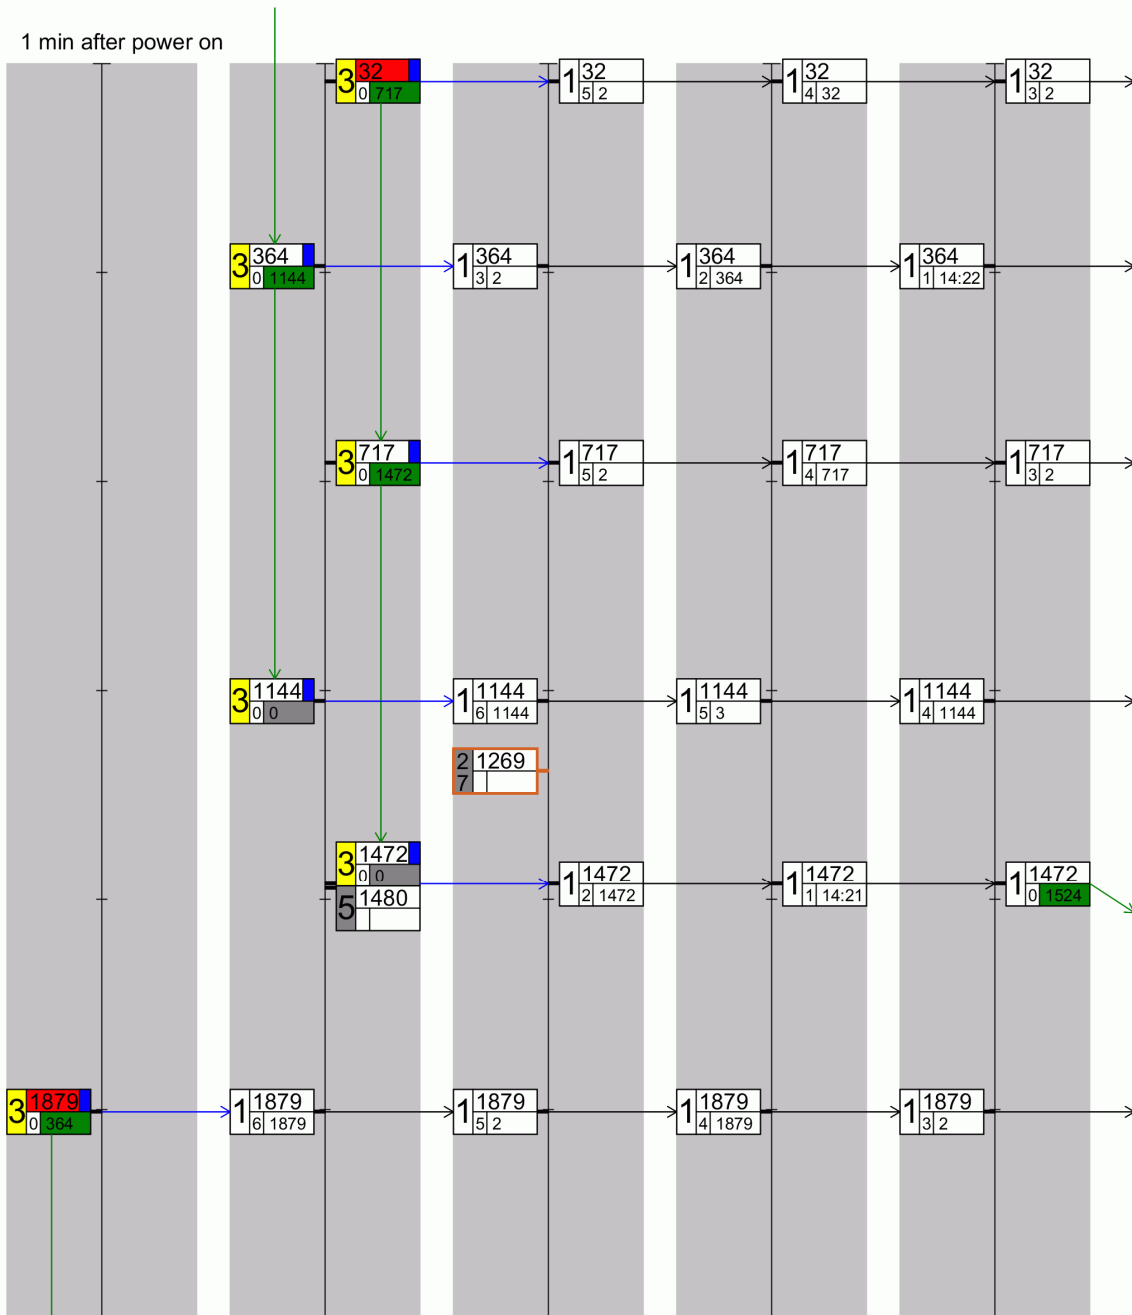 1 min after power on
3 32 0 717
1 32 5 2
1 32 4 32
1 32 3 2
3 364 0 1144
1 364 3 2
1 364 2 364
1 364 1 14:22
3 717 0 1472
1 717 5 2
1 717 4 717
1 717 3 2
3 1144 0 0
1 1144 6 1144
1 1144 5 3
1 1144 4 1144
2 1269
7
3 1472 0 0
1 1472 2 1472
1 1472 1 14:21
1 1472 0 1524
5 1480
3 1879 0 364
1 1879 6 1879
1 1879 5 2
1 1879 4 1879
1 1879 3 2